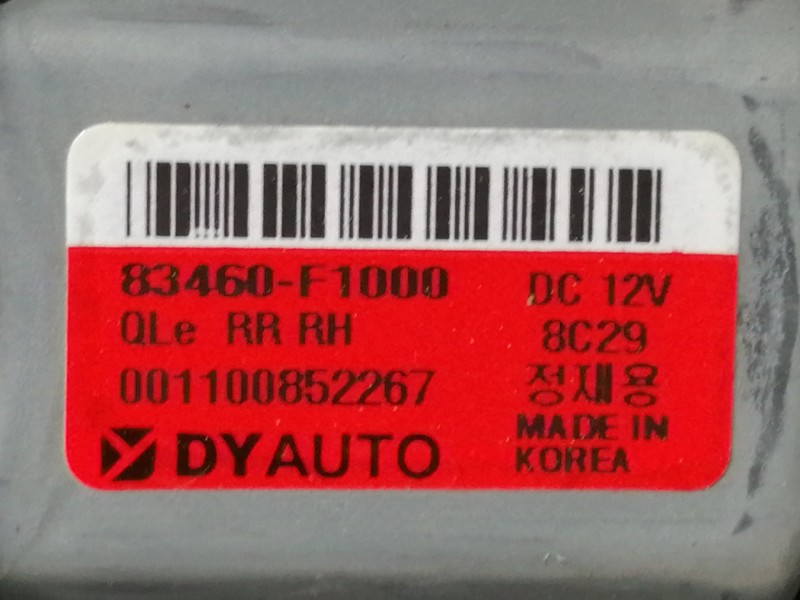 83460-F1000 DC 12V
QLe RR RH 8C29
001100852267 정재용
DYAUTO MADE IN
KOREA